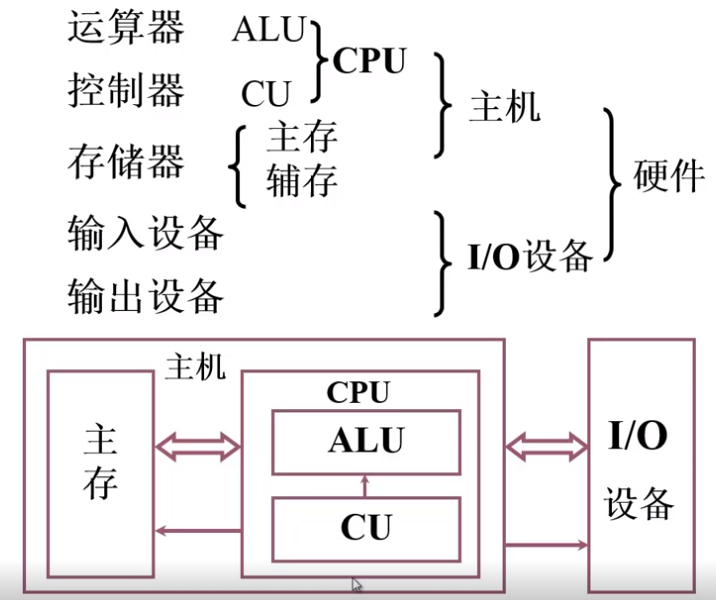 运算器 ALU
CPU
控制器 CU
主机
存储器 主存
辅存
硬件
输入设备
I/O设备
输出设备
主机
CPU
主
存
ALU
CU
I/O
设备